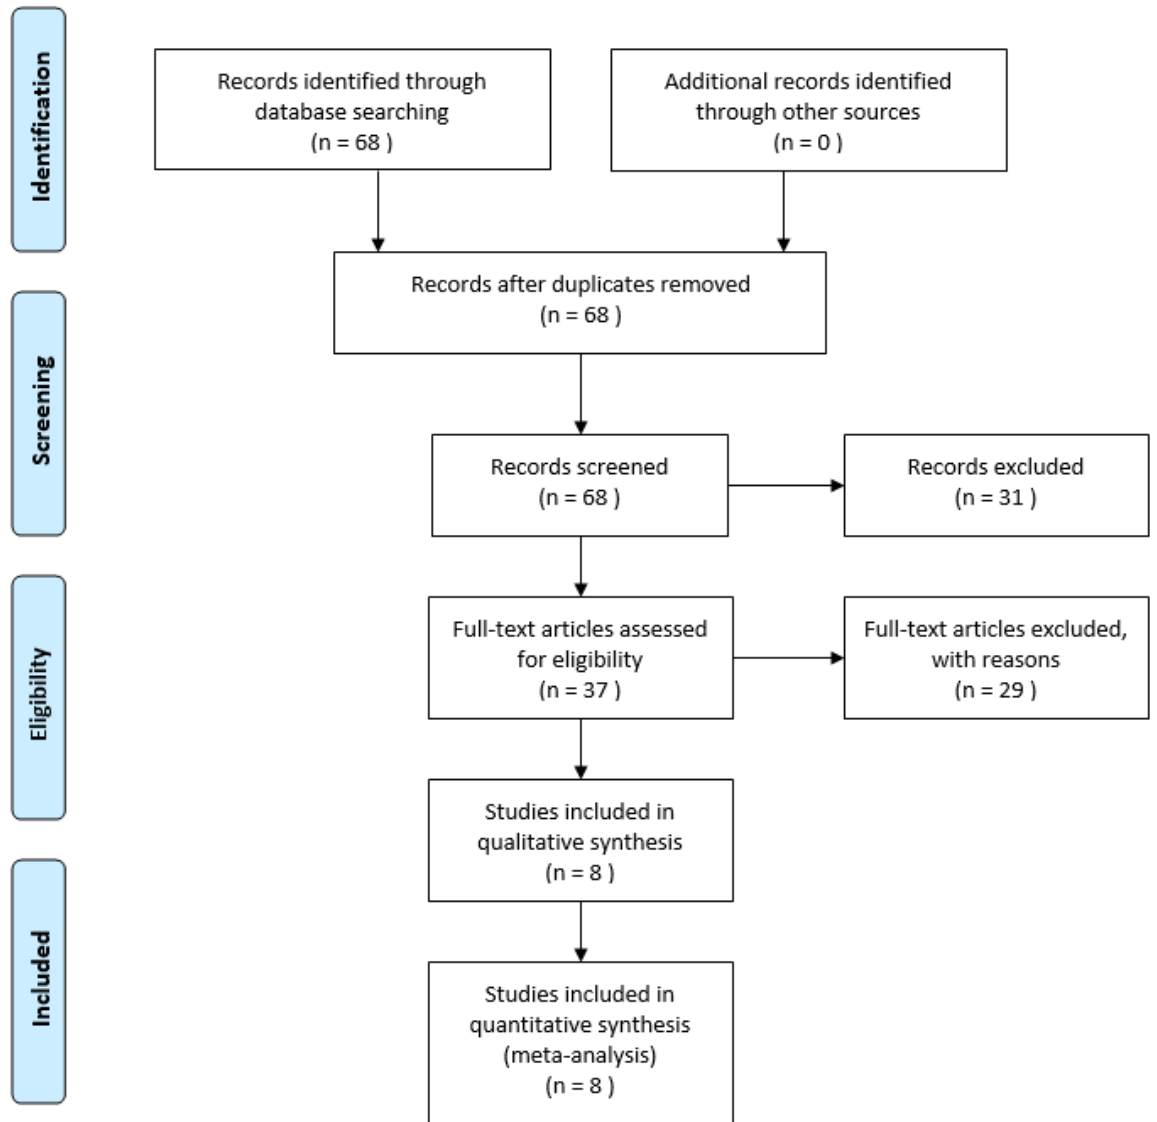 Identification
Records identified through
database searching
(n = 68 )
Additional records identified
through other sources
(n = 0 )
Records after duplicates removed
(n = 68 )
Screening
Records screened
(n = 68 )
Records excluded
(n = 31 )
Eligibility
Full-text articles assessed
for eligibility
(n = 37 )
Full-text articles excluded,
with reasons
(n = 29 )
Studies included in
qualitative synthesis
(n = 8 )
Included
Studies included in
quantitative synthesis
(meta-analysis)
(n = 8 )